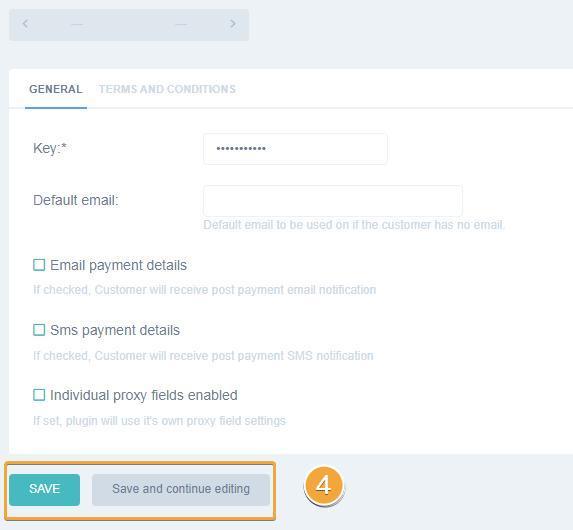 GENERAL TERMS AND CONDITIONS
Key:* •••••••••••
Default email:
Default email to be used on if the customer has no email.
Email payment details
If checked, Customer will receive post payment email notification
Sms payment details
If checked, Customer will receive post payment SMS notification
Individual proxy fields enabled
If set, plugin will use it's own proxy field settings
SAVE Save and continue editing 4